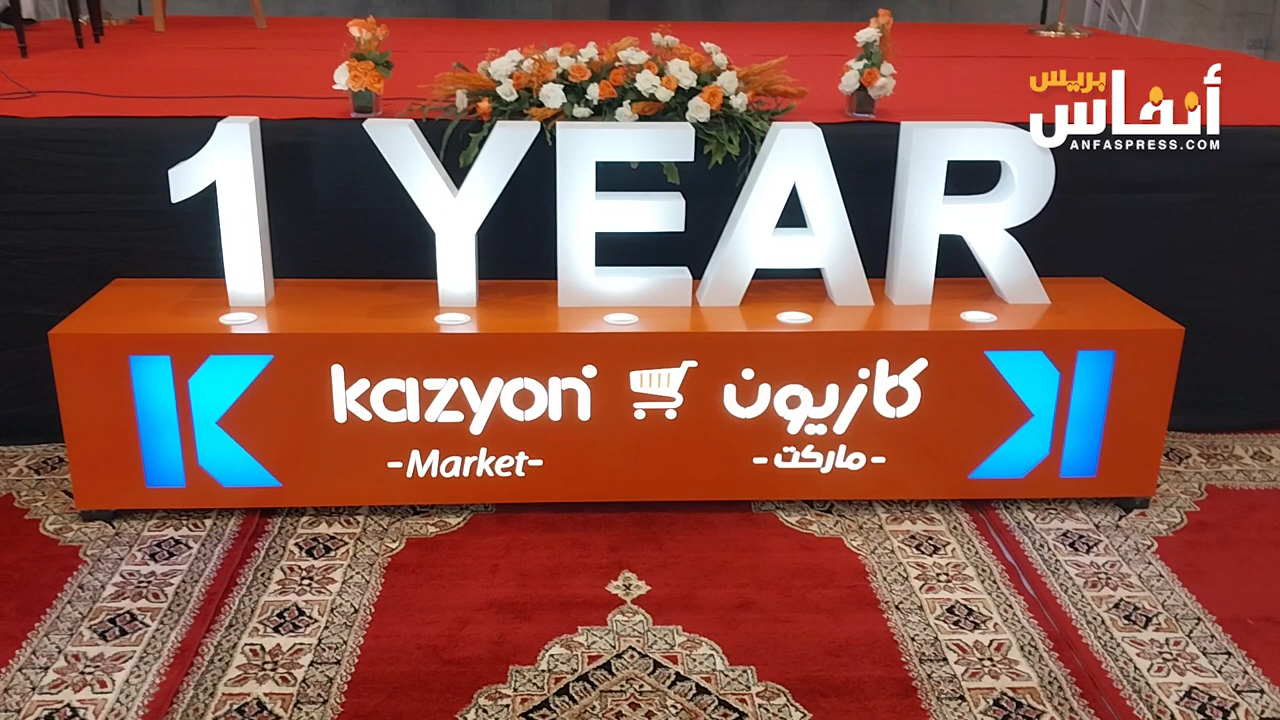 أنفاس بريس
ANFASPRESS.COM
1 YEAR
kazyon كازيون
-Market- -ماركت-